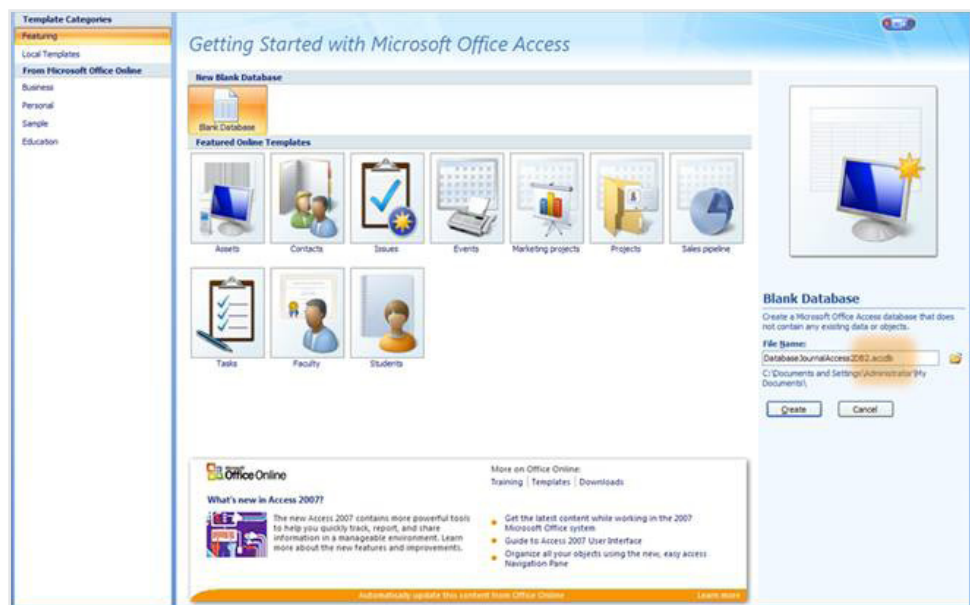 Template Categories
Featuring
Local Templates
From Microsoft Office Online
Business
Personal
Sample
Education
Getting Started with Microsoft Office Access
New Blank Database
Blank Database
Featured Online Templates
Assets
Contacts
Issues
Events
Marketing projects
Projects
Sales pipeline
Tasks
Faculty
Students
Blank Database
Create a Microsoft Office Access database that does
not contain any existing data or objects.
File Name:
DatabaseJournalAccess2DB2.accdb
C:\Documents and Settings\Administrator\My
Documents\
Create
Cancel
Microsoft
Office Online
What's new in Access 2007?
The new Access 2007 contains more powerful tools
to help you quickly track, report, and share
information in a manageable environment. Learn
more about the new features and improvements.
More on Office Online:
Training | Templates | Downloads
Get the latest content while working in the 2007
Microsoft Office system
Guide to Access 2007 User Interface
Organize all your objects using the new, easy access
Navigation Pane
Automatically update this content from Office Online
Learn more